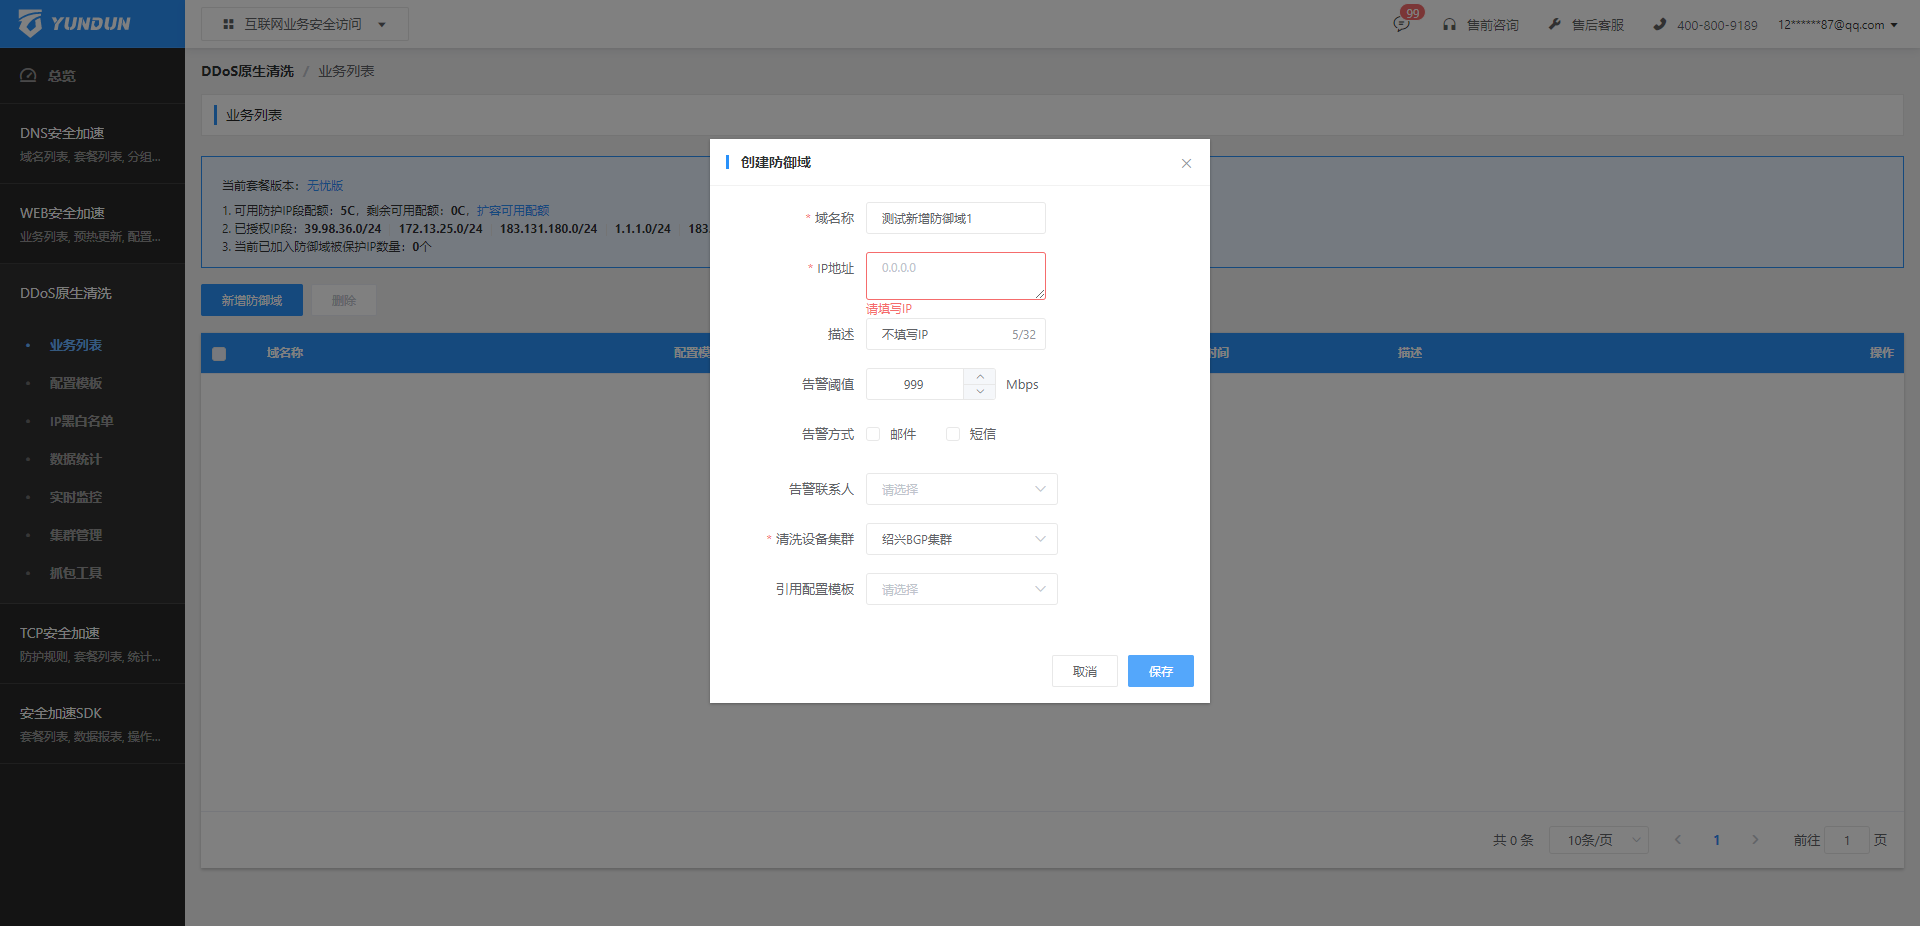 YUNDUN
互联网业务安全访问
99
售前咨询
售后客服
400-800-9189
12******87@qq.com
总览
DNS安全加速
域名列表, 套餐列表, 分组...
WEB安全加速
业务列表, 预热更新, 配置...
DDoS原生清洗
业务列表
配置模板
IP黑白名单
数据统计
实时监控
集群管理
抓包工具
TCP安全加速
防护规则, 套餐列表, 统计...
安全加速SDK
套餐列表, 数据报表, 操作...
DDoS原生清洗 / 业务列表
业务列表
当前套餐版本：无忧版
1. 可用防护IP段配额：5C，剩余可用配额：0C，扩容可用配额
2. 已授权IP段：39.98.36.0/24 172.13.25.0/24 183.131.180.0/24 1.1.1.0/24 183
3. 当前已加入防御域被保护IP数量：0个
新增防御域 删除
域名称 配置模 时间 描述 操作
创建防御域
* 域名称 测试新增防御域1
* IP地址 0.0.0.0
请填写IP
描述 不填写IP 5/32
告警阈值 999 Mbps
告警方式 邮件 短信
告警联系人 请选择
* 清洗设备集群 绍兴BGP集群
引用配置模板 请选择
取消 保存
共 0 条 10条/页 1 前往 1 页